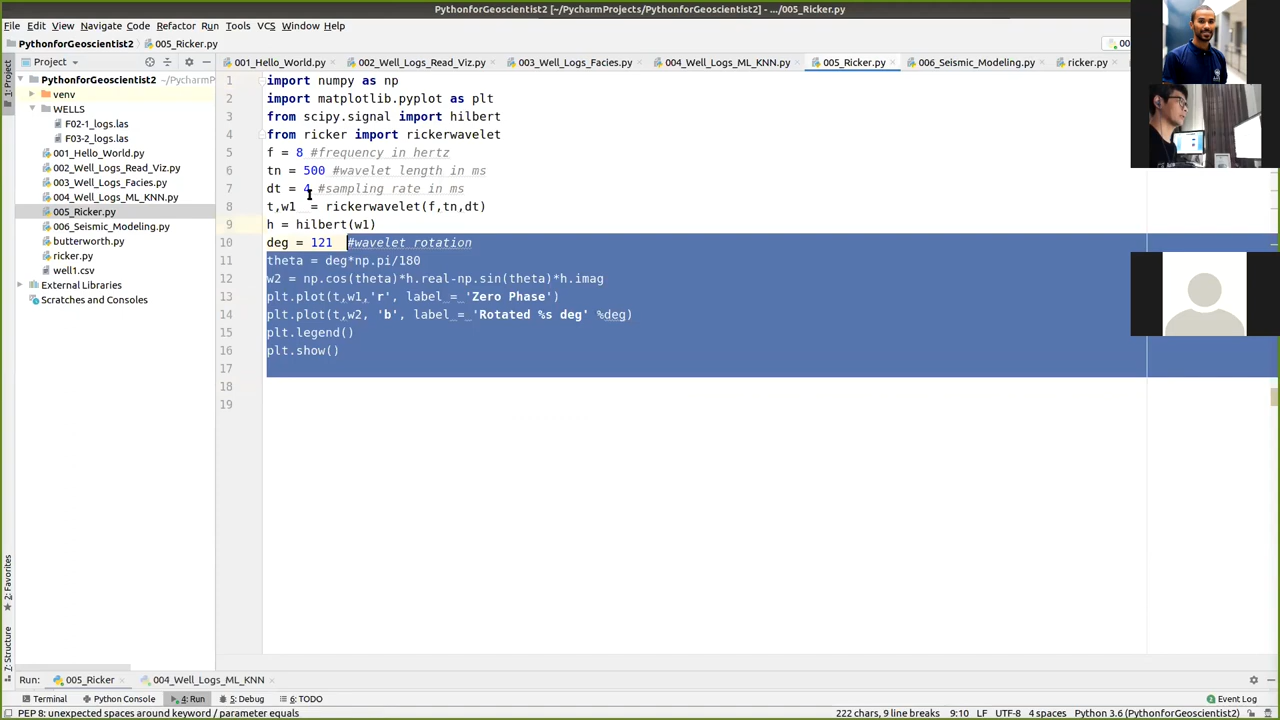 PythonforGeoscientist2 [~/PycharmProjects/PythonforGeoscientist2] - .../005_Ricker.py
File Edit View Navigate Code Refactor Run Tools VCS Window Help
PythonforGeoscientist2 005_Ricker.py 00
1: Project
Project
001_Hello_World.py 002_Well_Logs_Read_Viz.py 003_Well_Logs_Facies.py 004_Well_Logs_ML_KNN.py 005_Ricker.py 006_Seismic_Modeling.py ricker.py
PythonforGeoscientist2 ~/PycharmP
venv
WELLS
F02-1_logs.las
F03-2_logs.las
001_Hello_World.py
002_Well_Logs_Read_Viz.py
003_Well_Logs_Facies.py
004_Well_Logs_ML_KNN.py
005_Ricker.py
006_Seismic_Modeling.py
butterworth.py
ricker.py
well1.csv
External Libraries
Scratches and Consoles
1 import numpy as np
2 import matplotlib.pyplot as plt
3 from scipy.signal import hilbert
4 from ricker import rickerwavelet
5 f = 8 #frequency in hertz
6 tn = 500 #wavelet length in ms
7 dt = 4 #sampling rate in ms
8 t,w1  = rickerwavelet(f,tn,dt)
9 h = hilbert(w1)
10 deg = 121  #wavelet rotation
11 theta = deg*np.pi/180
12 w2 = np.cos(theta)*h.real-np.sin(theta)*h.imag
13 plt.plot(t,w1,'r', label = 'Zero Phase')
14 plt.plot(t,w2, 'b', label = 'Rotated %s deg' %deg)
15 plt.legend()
16 plt.show()
17
18
19
2: Favorites
7: Structure
Run: 005_Ricker 004_Well_Logs_ML_KNN
Terminal Python Console 4: Run 5: Debug 6: TODO Event Log
PEP 8: unexpected spaces around keyword / parameter equals 222 chars, 9 line breaks 9:10 LF UTF-8 4 spaces Python 3.6 (PythonforGeoscientist2)